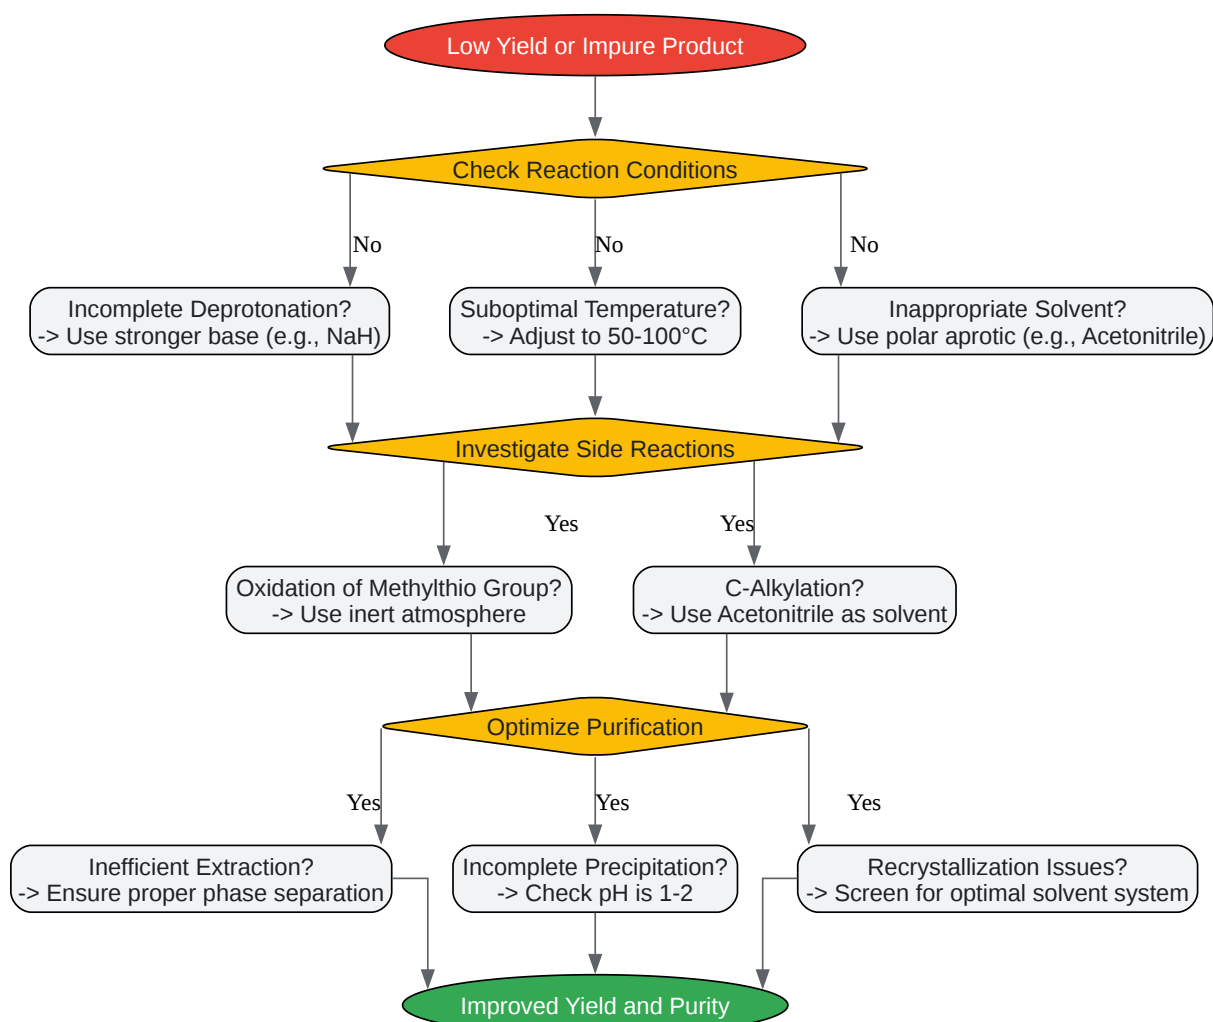 Low Yield or Impure Product
Check Reaction Conditions
No
No
No
Incomplete Deprotonation?
-> Use stronger base (e.g., NaH)
Suboptimal Temperature?
-> Adjust to 50-100°C
Inappropriate Solvent?
-> Use polar aprotic (e.g., Acetonitrile)
Investigate Side Reactions
Yes
Yes
Oxidation of Methylthio Group?
-> Use inert atmosphere
C-Alkylation?
-> Use Acetonitrile as solvent
Optimize Purification
Yes
Yes
Yes
Inefficient Extraction?
-> Ensure proper phase separation
Incomplete Precipitation?
-> Check pH is 1-2
Recrystallization Issues?
-> Screen for optimal solvent system
Improved Yield and Purity